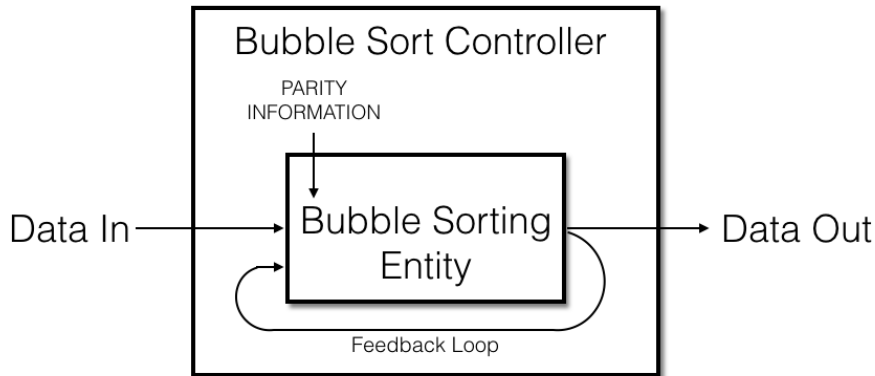 Bubble Sort Controller
PARITY
INFORMATION
Data In
Bubble Sorting
Entity
Data Out
Feedback Loop